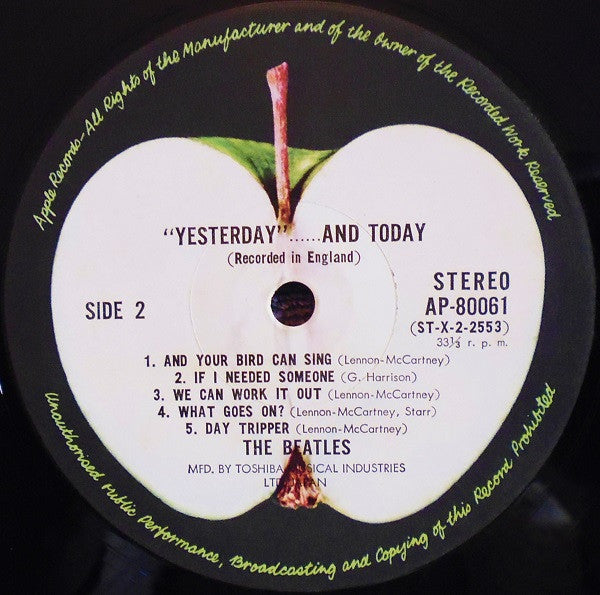 Apple Records-All Rights of the Manufacturer and of the Owner of the Recorded Work Reserved
"YESTERDAY"......AND TODAY
(Recorded in England)
SIDE 2
STEREO
AP-80061
(ST-X-2-2553)
33⅓ r. p. m.
1. AND YOUR BIRD CAN SING (Lennon-McCartney)
2. IF I NEEDED SOMEONE (G. Harrison)
3. WE CAN WORK IT OUT (Lennon-McCartney)
4. WHAT GOES ON? (Lennon-McCartney, Starr)
5. DAY TRIPPER (Lennon-McCartney)
THE BEATLES
MFD. BY TOSHIBA MUSICAL INDUSTRIES
LTD. JAPAN
Unauthorised Public Performance, Broadcasting and Copying of this Record Prohibited